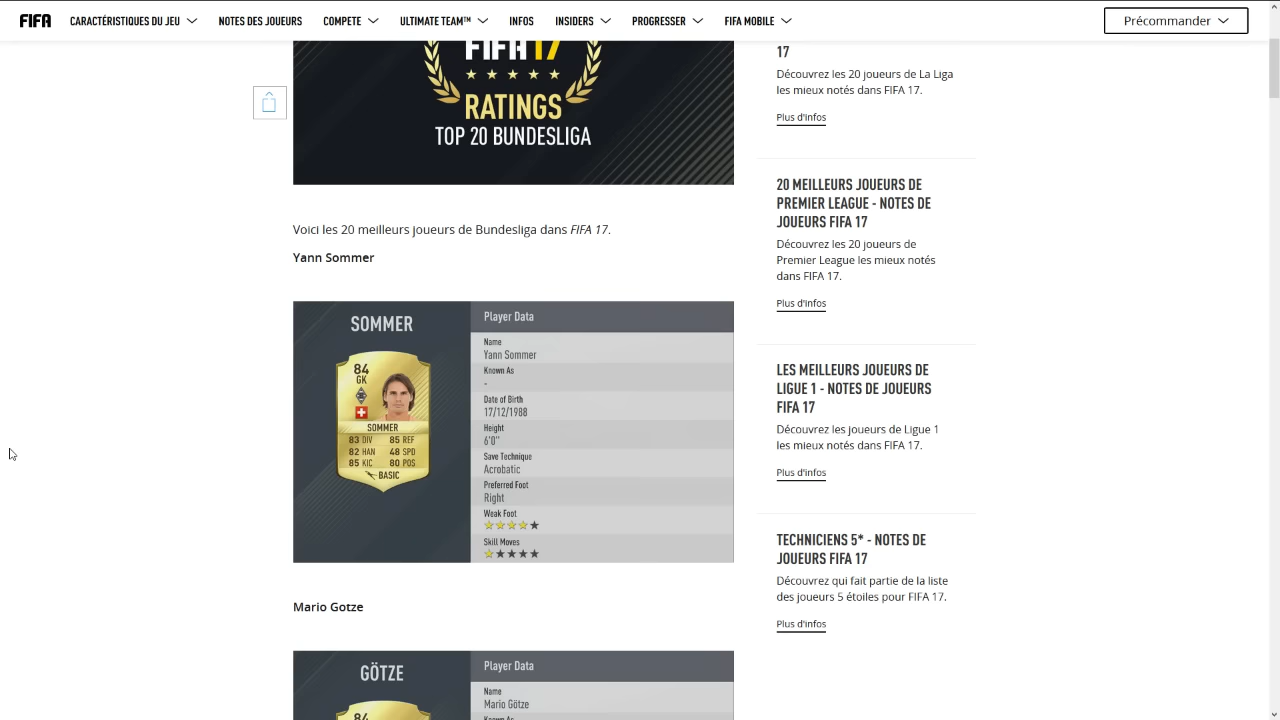 FIFA CARACTÉRISTIQUES DU JEU NOTES DES JOUEURS COMPETE ULTIMATE TEAM™ INFOS INSIDERS PROGRESSER FIFA MOBILE Précommander
FIFA 17
RATINGS
TOP 20 BUNDESLIGA
Voici les 20 meilleurs joueurs de Bundesliga dans FIFA 17.
Yann Sommer
SOMMER
84
GK
SOMMER
83 DIV 85 REF
82 HAN 48 SPD
85 KIC 80 POS
BASIC
Player Data
Name
Yann Sommer
Known As
-
Date of Birth
17/12/1988
Height
6'0"
Save Technique
Acrobatic
Preferred Foot
Right
Weak Foot
Skill Moves
Mario Gotze
GÖTZE
84
Player Data
Name
Mario Götze
Known As
17
Découvrez les 20 joueurs de La Liga
les mieux notés dans FIFA 17.
Plus d'infos
20 MEILLEURS JOUEURS DE
PREMIER LEAGUE - NOTES DE
JOUEURS FIFA 17
Découvrez les 20 joueurs de
Premier League les mieux notés
dans FIFA 17.
Plus d'infos
LES MEILLEURS JOUEURS DE
LIGUE 1 - NOTES DE JOUEURS
FIFA 17
Découvrez les joueurs de Ligue 1
les mieux notés dans FIFA 17.
Plus d'infos
TECHNICIENS 5* - NOTES DE
JOUEURS FIFA 17
Découvrez qui fait partie de la liste
des joueurs 5 étoiles pour FIFA 17.
Plus d'infos